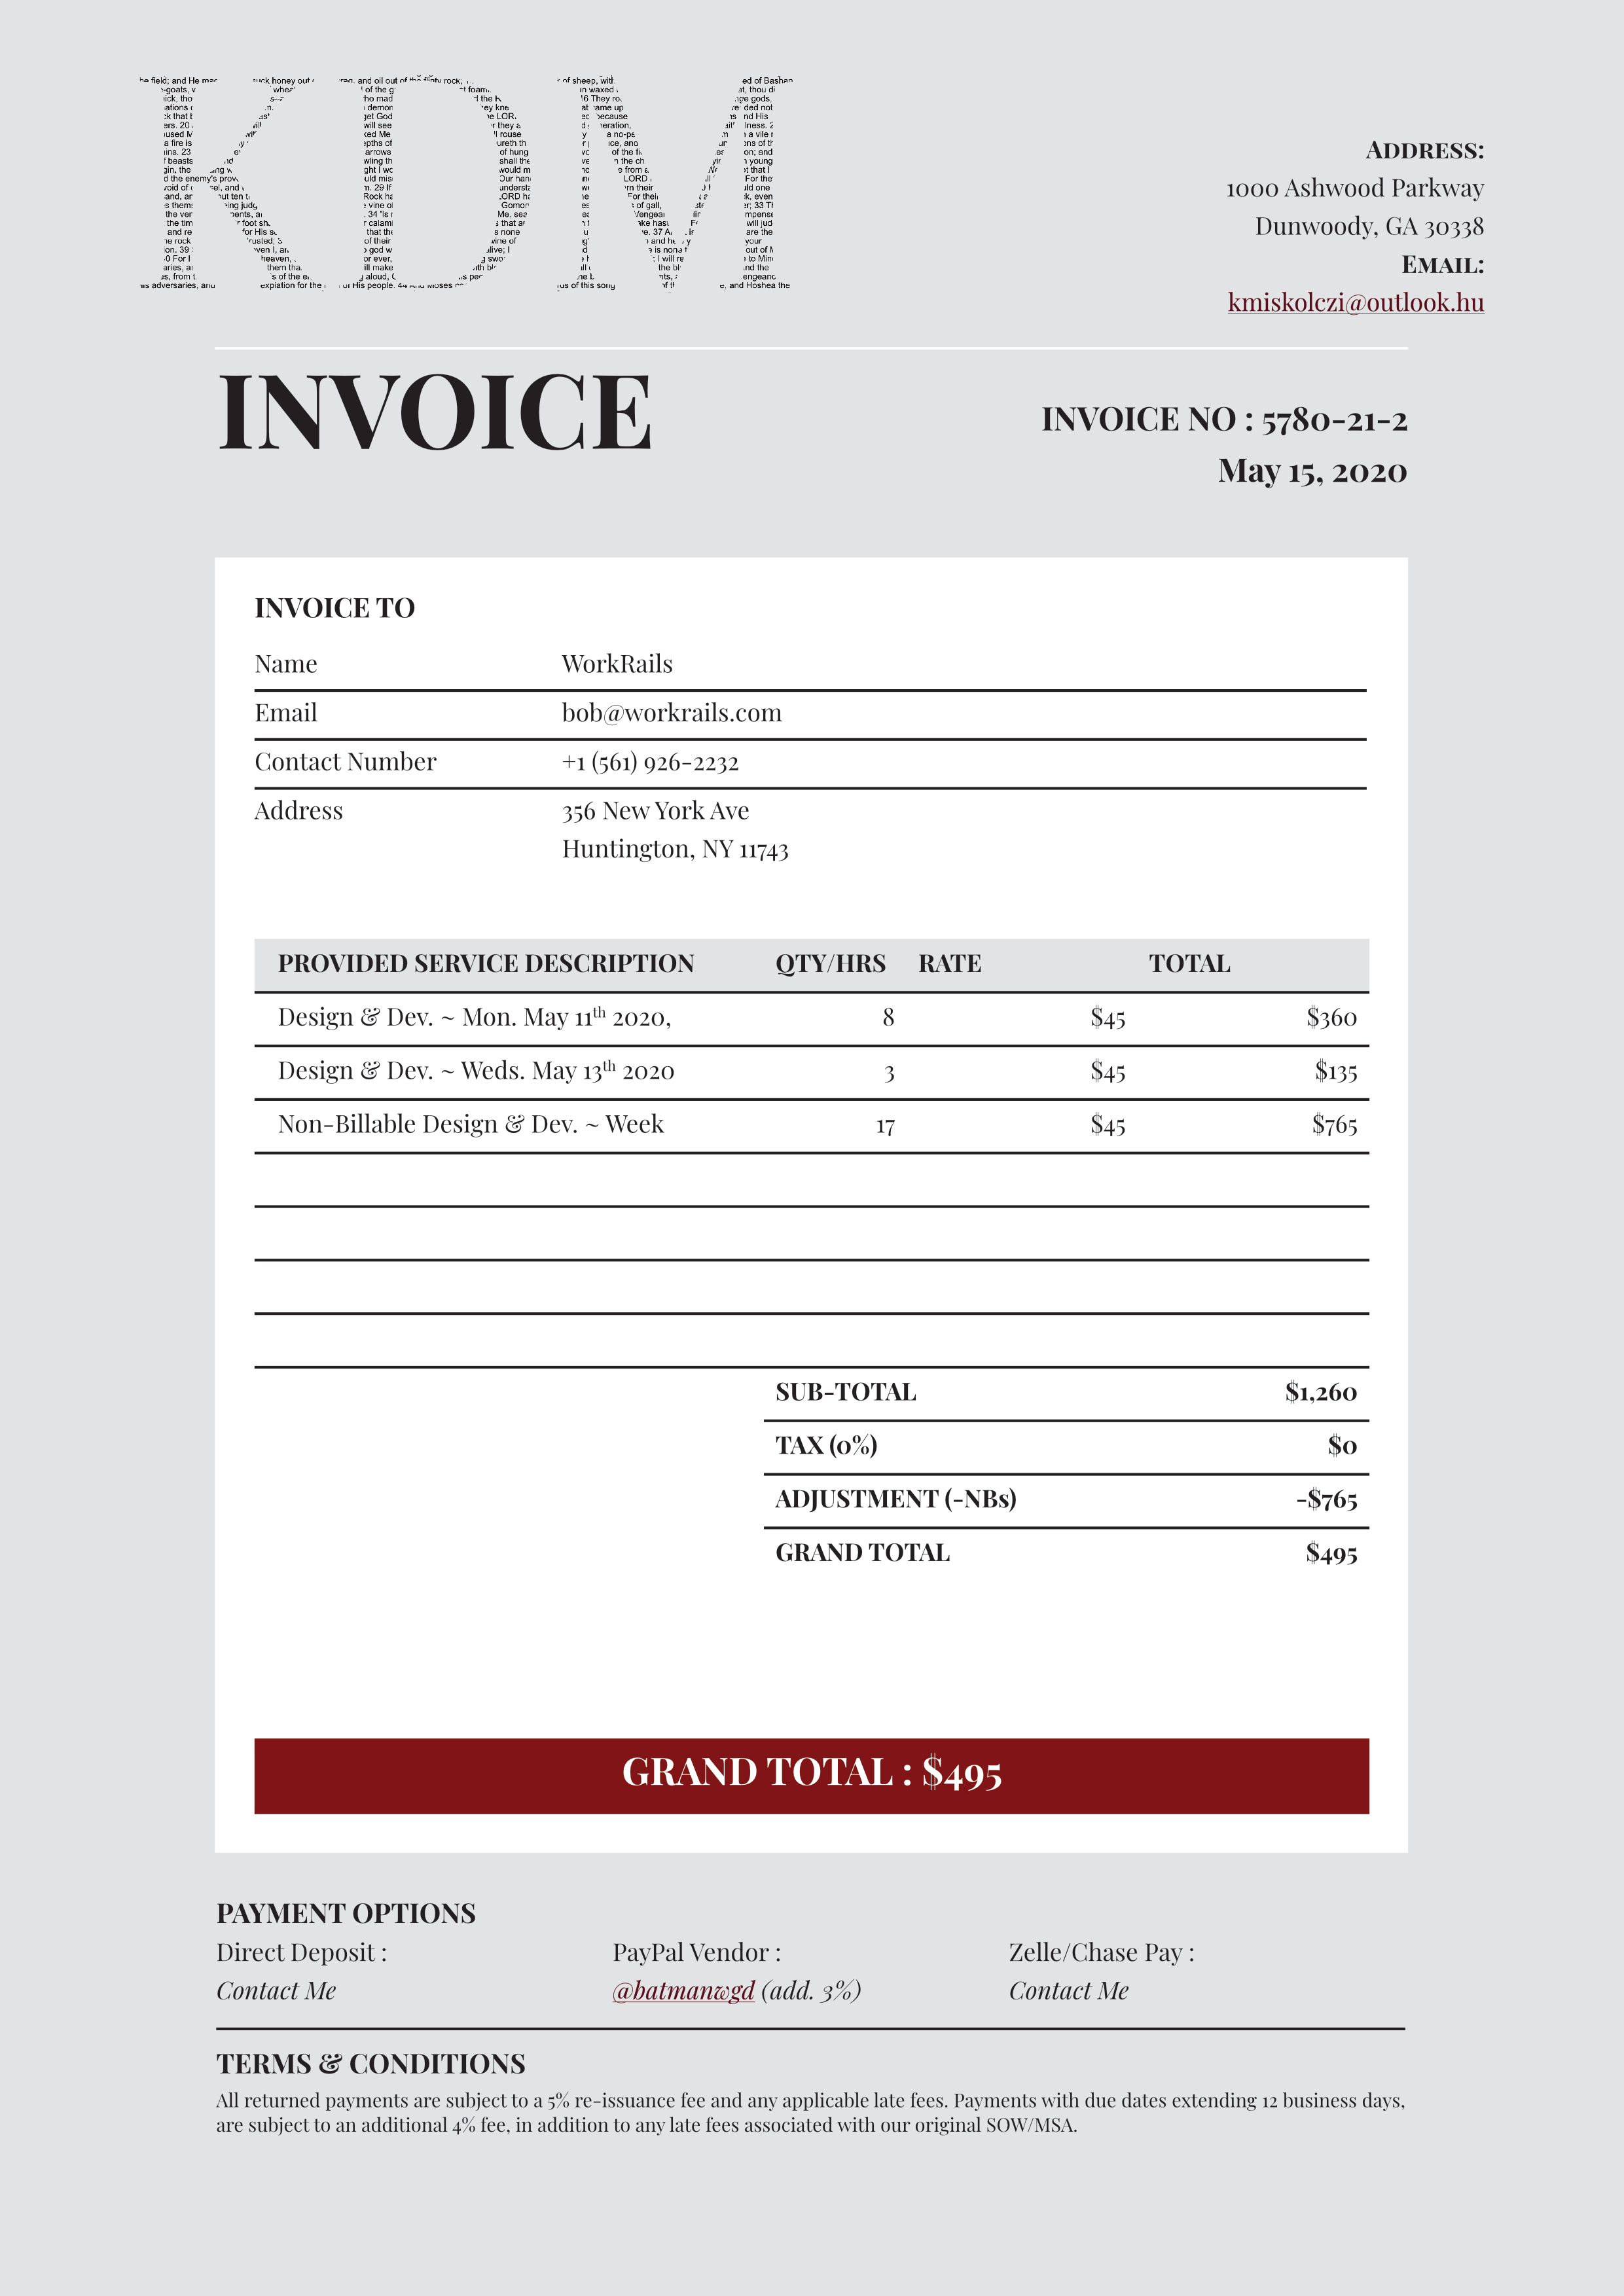 KDM
ADDRESS:
1000 Ashwood Parkway
Dunwoody, GA 30338
EMAIL:
kmiskolczi@outlook.hu
INVOICE
INVOICE NO : 5780-21-2
May 15, 2020
INVOICE TO
Name WorkRails
Email bob@workrails.com
Contact Number +1 (561) 926-2232
Address 356 New York Ave
Huntington, NY 11743
PROVIDED SERVICE DESCRIPTION QTY/HRS RATE TOTAL
Design & Dev. ~ Mon. May 11th 2020, 8 $45 $360
Design & Dev. ~ Weds. May 13th 2020 3 $45 $135
Non-Billable Design & Dev. ~ Week 17 $45 $765
SUB-TOTAL $1,260
TAX (0%) $0
ADJUSTMENT (-NBs) -$765
GRAND TOTAL $495
GRAND TOTAL : $495
PAYMENT OPTIONS
Direct Deposit : PayPal Vendor : Zelle/Chase Pay :
Contact Me @batmanwgd (add. 3%) Contact Me
TERMS & CONDITIONS
All returned payments are subject to a 5% re-issuance fee and any applicable late fees. Payments with due dates extending 12 business days,
are subject to an additional 4% fee, in addition to any late fees associated with our original SOW/MSA.